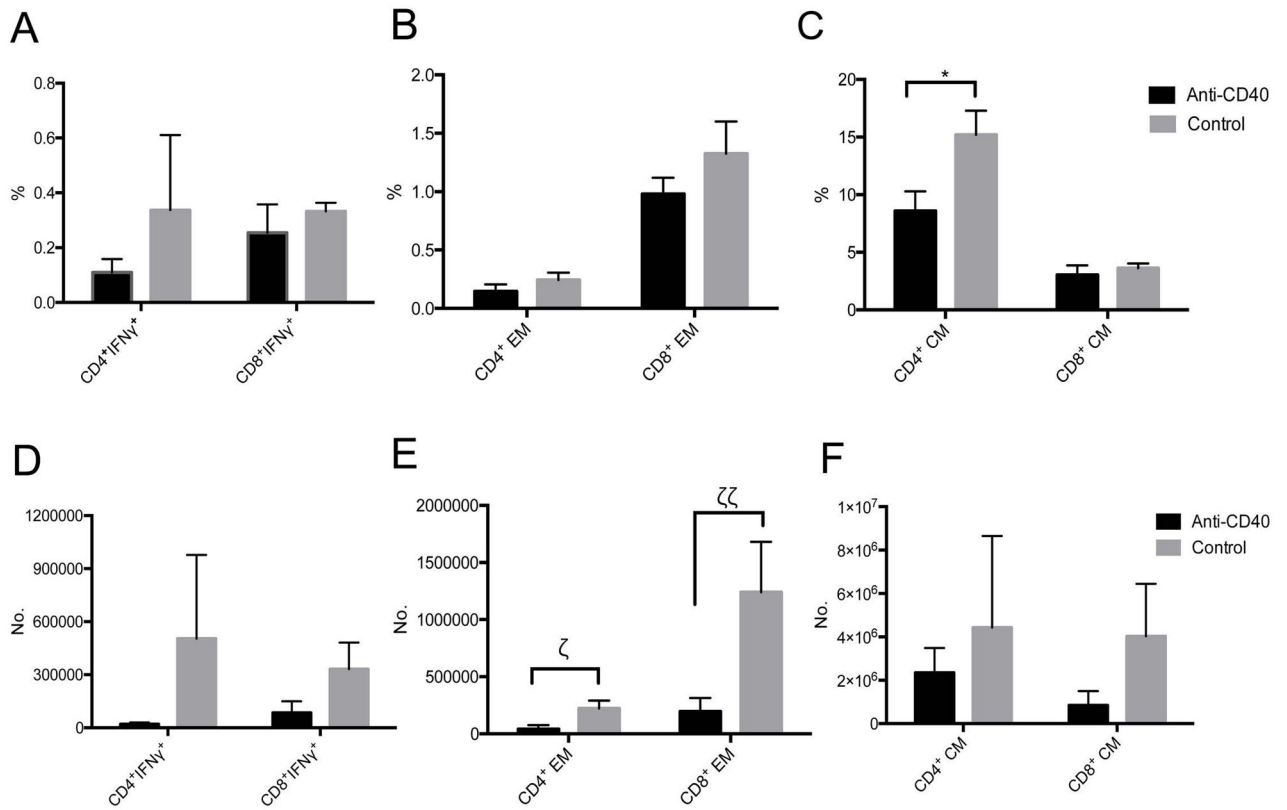 A
B
C
0.8
0.6
0.4
0.2
0.0
%
CD4⁺IFNγ⁺
CD8⁺IFNγ⁺
2.0
1.5
1.0
0.5
0.0
%
CD4⁺ EM
CD8⁺ EM
20
15
10
5
0
%
*
CD4⁺ CM
CD8⁺ CM
Anti-CD40
Control
D
E
F
1200000
900000
600000
300000
0
No.
CD4⁺IFNγ⁺
CD8⁺IFNγ⁺
2000000
1500000
1000000
500000
0
No.
ζ
ζζ
CD4⁺ EM
CD8⁺ EM
1×10⁷
8×10⁶
6×10⁶
4×10⁶
2×10⁶
0
No.
CD4⁺ CM
CD8⁺ CM
Anti-CD40
Control